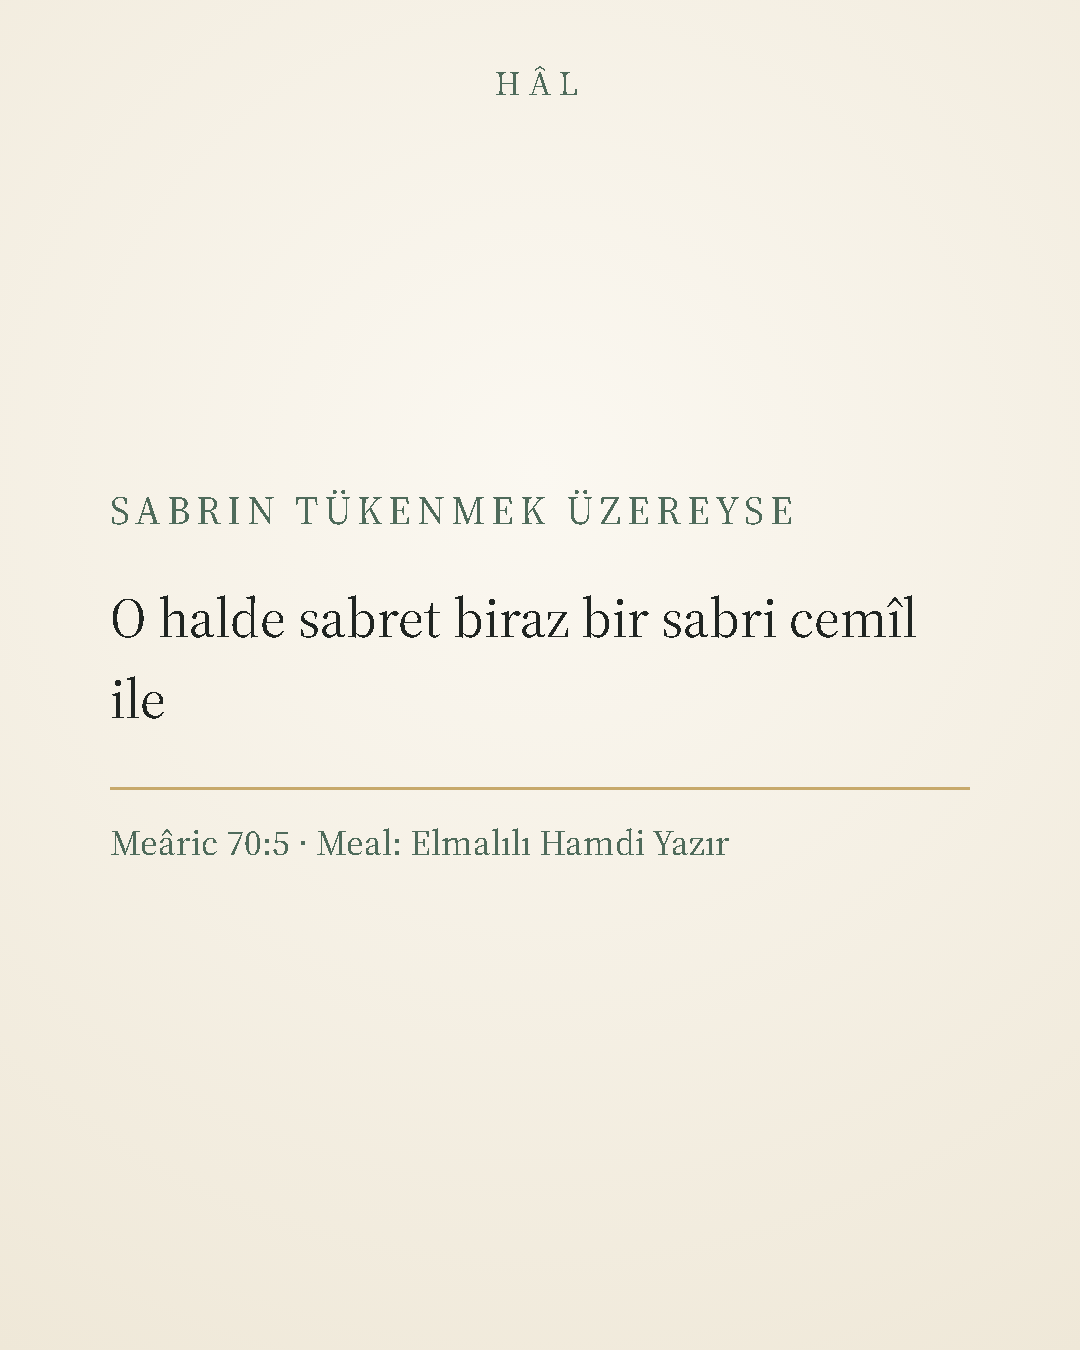 HÂL
SABRIN TÜKENMEK ÜZEREYSE
O halde sabret biraz bir sabri cemîl
ile
Meâric 70:5 · Meal: Elmalılı Hamdi Yazır